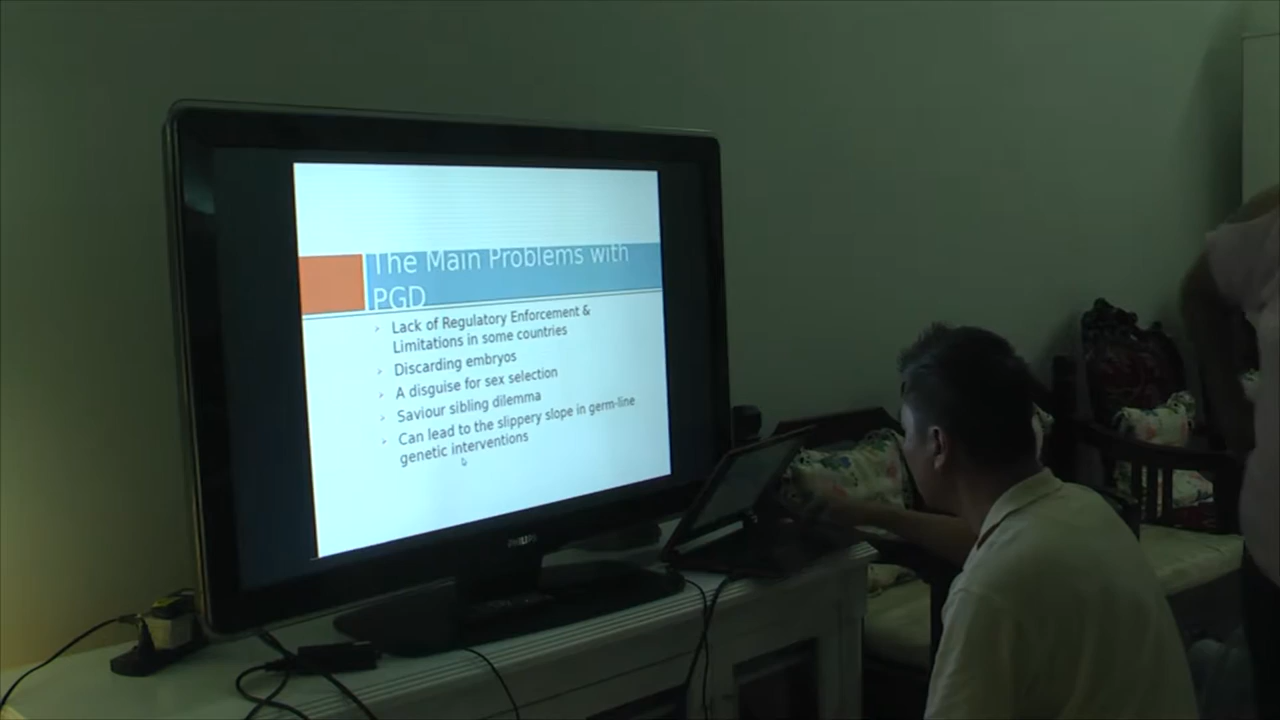 The Main Problems with
PGD
Lack of Regulatory Enforcement &
Limitations in some countries
Discarding embryos
A disguise for sex selection
Saviour sibling dilemma
Can lead to the slippery slope in germ-line
genetic interventions
PHILIPS